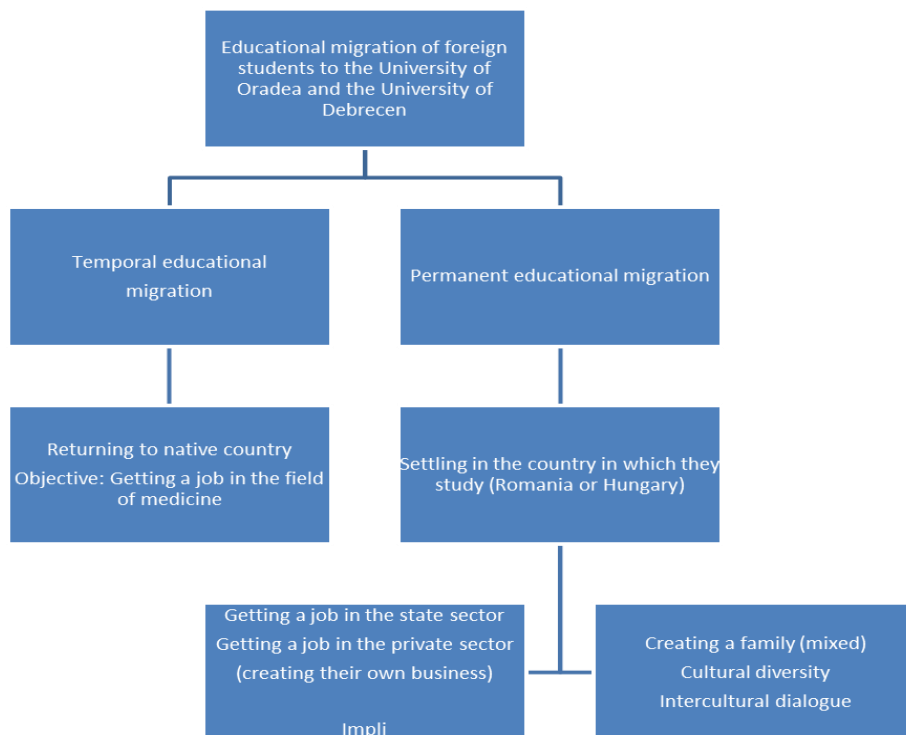 Educational migration of foreign
students to the University of
Oradea and the University of
Debrecen
Temporal educational
migration
Permanent educational migration
Returning to native country
Objective: Getting a job in the field
of medicine
Settling in the country in which they
study (Romania or Hungary)
Getting a job in the state sector
Getting a job in the private sector
(creating their own business)
Impli
Creating a family (mixed)
Cultural diversity
Intercultural dialogue